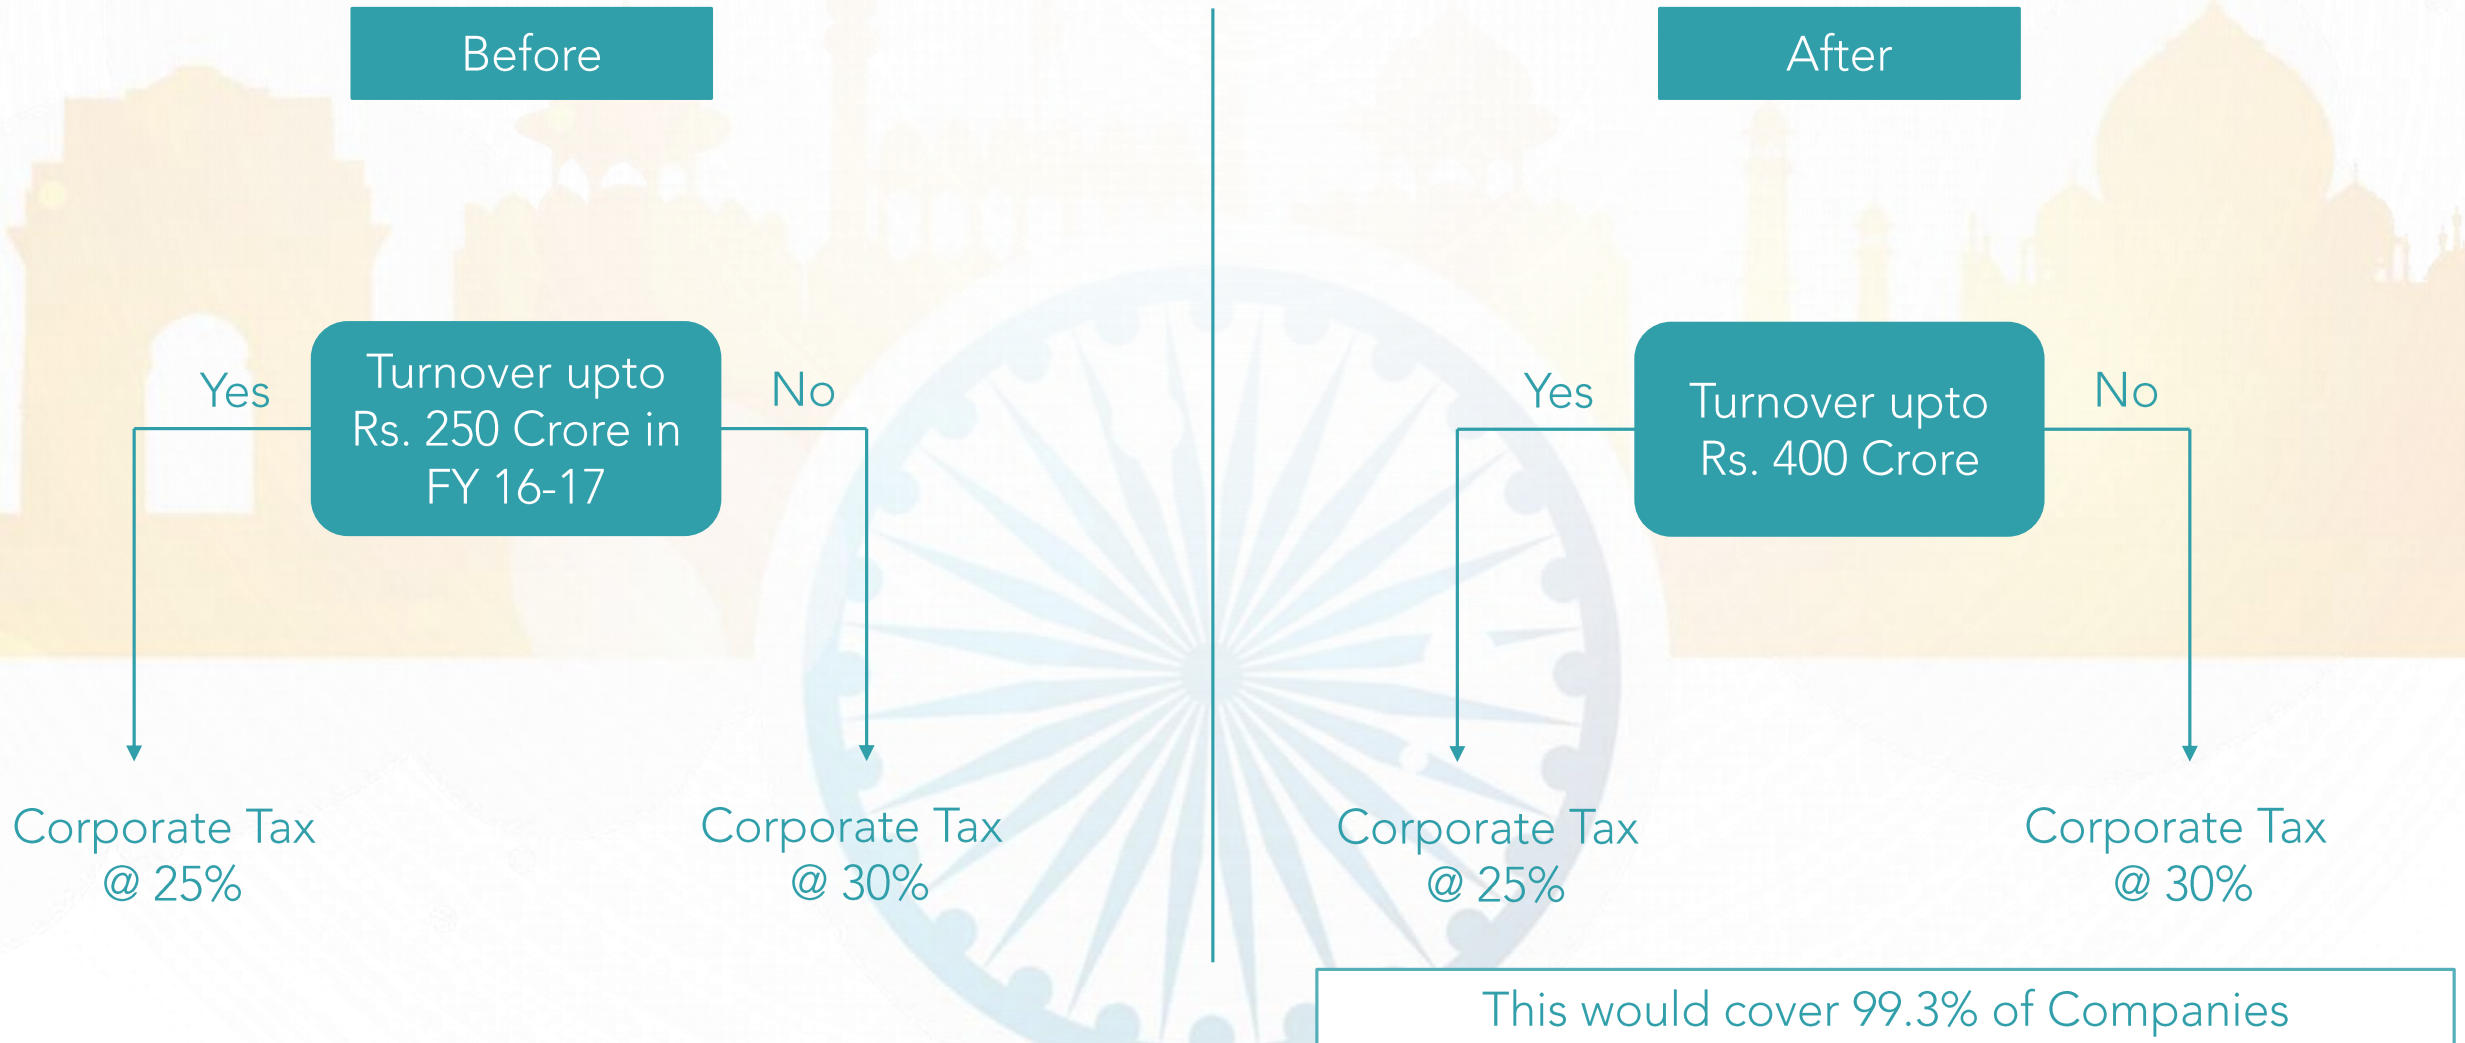 Before
Yes
Turnover upto
Rs. 250 Crore in
FY 16-17
No
Corporate Tax
@ 25%
Corporate Tax
@ 30%
After
Yes
Turnover upto
Rs. 400 Crore
No
Corporate Tax
@ 25%
Corporate Tax
@ 30%
This would cover 99.3% of Companies